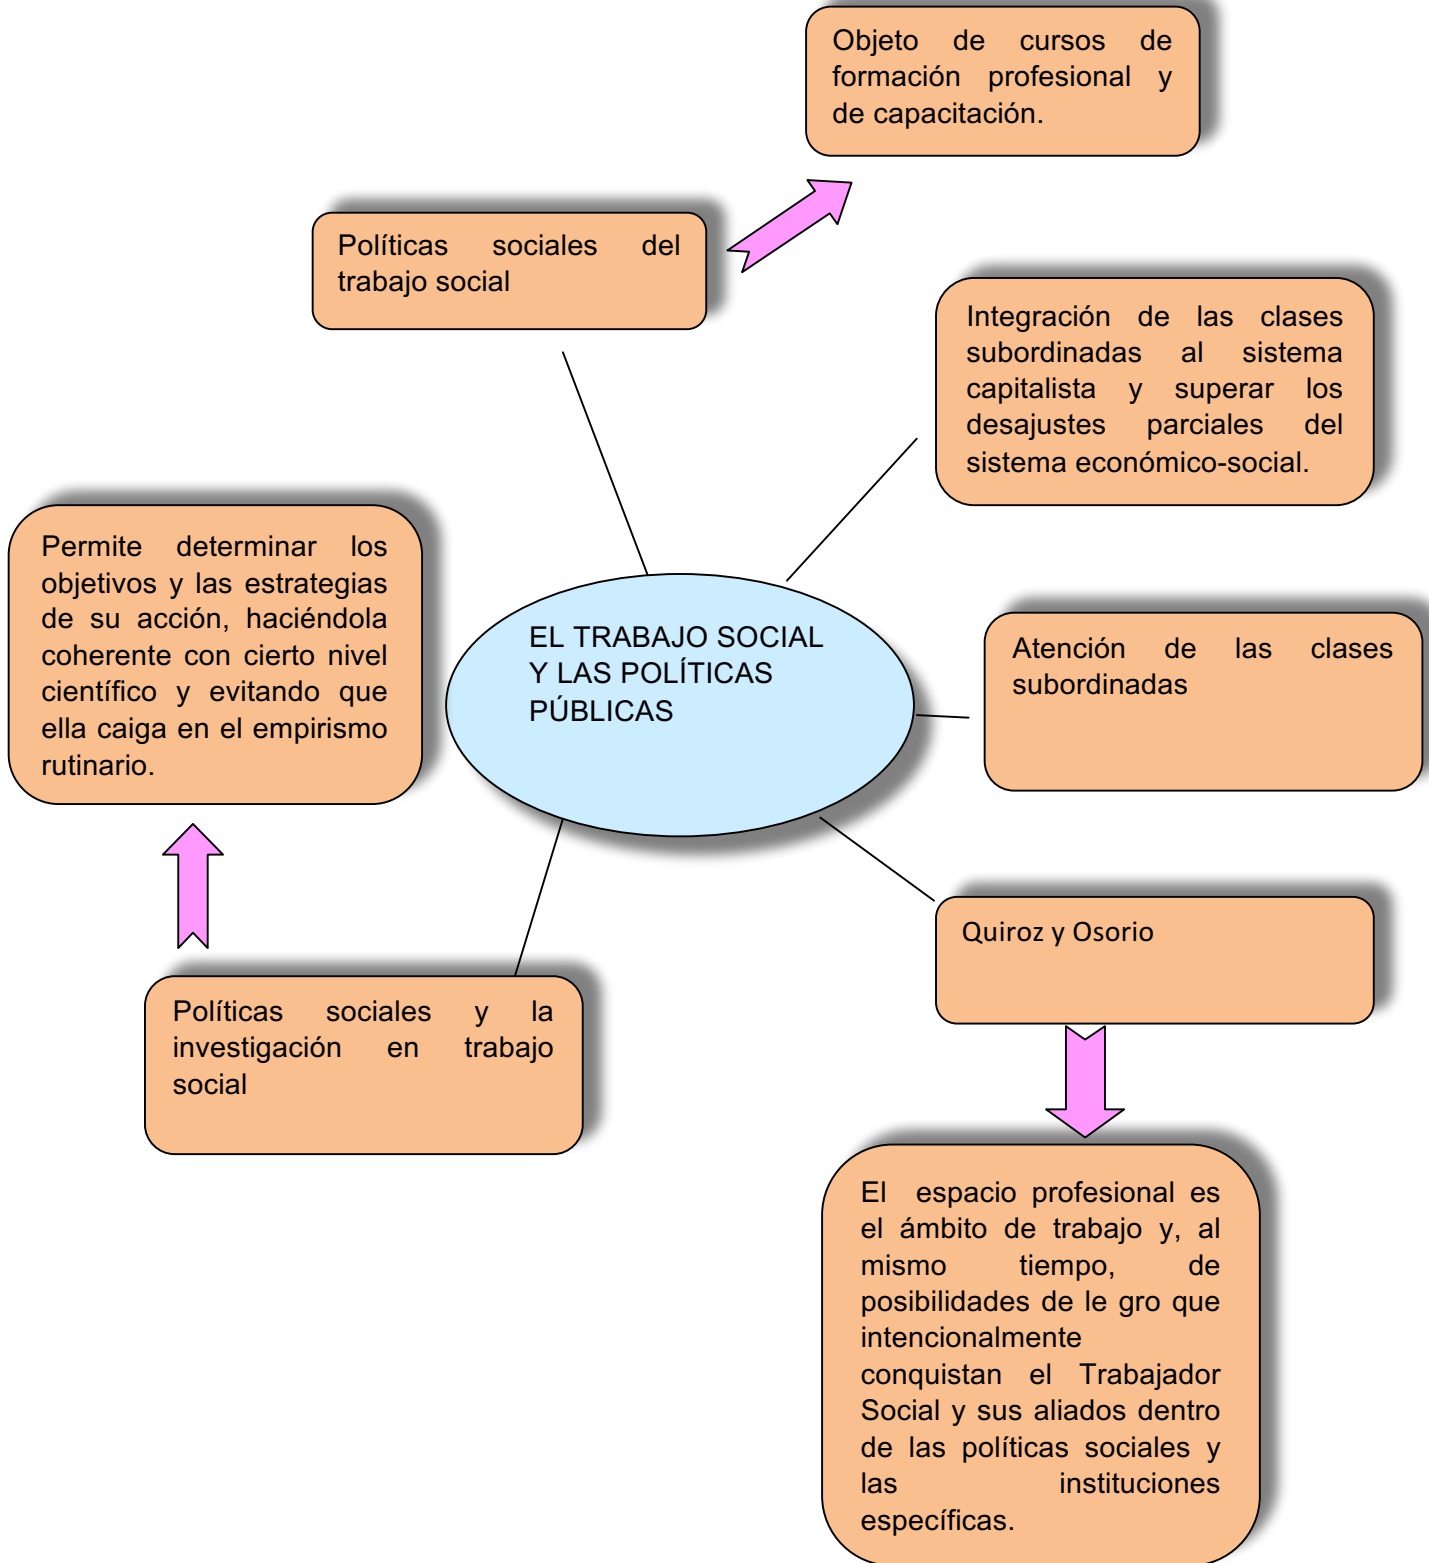 Objeto de cursos de
formación profesional y
de capacitación.
Políticas sociales del
trabajo social
Integración de las clases
subordinadas al sistema
capitalista y superar los
desajustes parciales del
sistema económico-social.
Permite determinar los
objetivos y las estrategias
de su acción, haciéndola
coherente con cierto nivel
científico y evitando que
ella caiga en el empirismo
rutinario.
EL TRABAJO SOCIAL
Y LAS POLÍTICAS
PÚBLICAS
Atención de las clases
subordinadas
Quiroz y Osorio
Políticas sociales y la
investigación en trabajo
social
El espacio profesional es
el ámbito de trabajo y, al
mismo tiempo, de
posibilidades de le gro que
intencionalmente
conquistan el Trabajador
Social y sus aliados dentro
de las políticas sociales y
las instituciones
específicas.